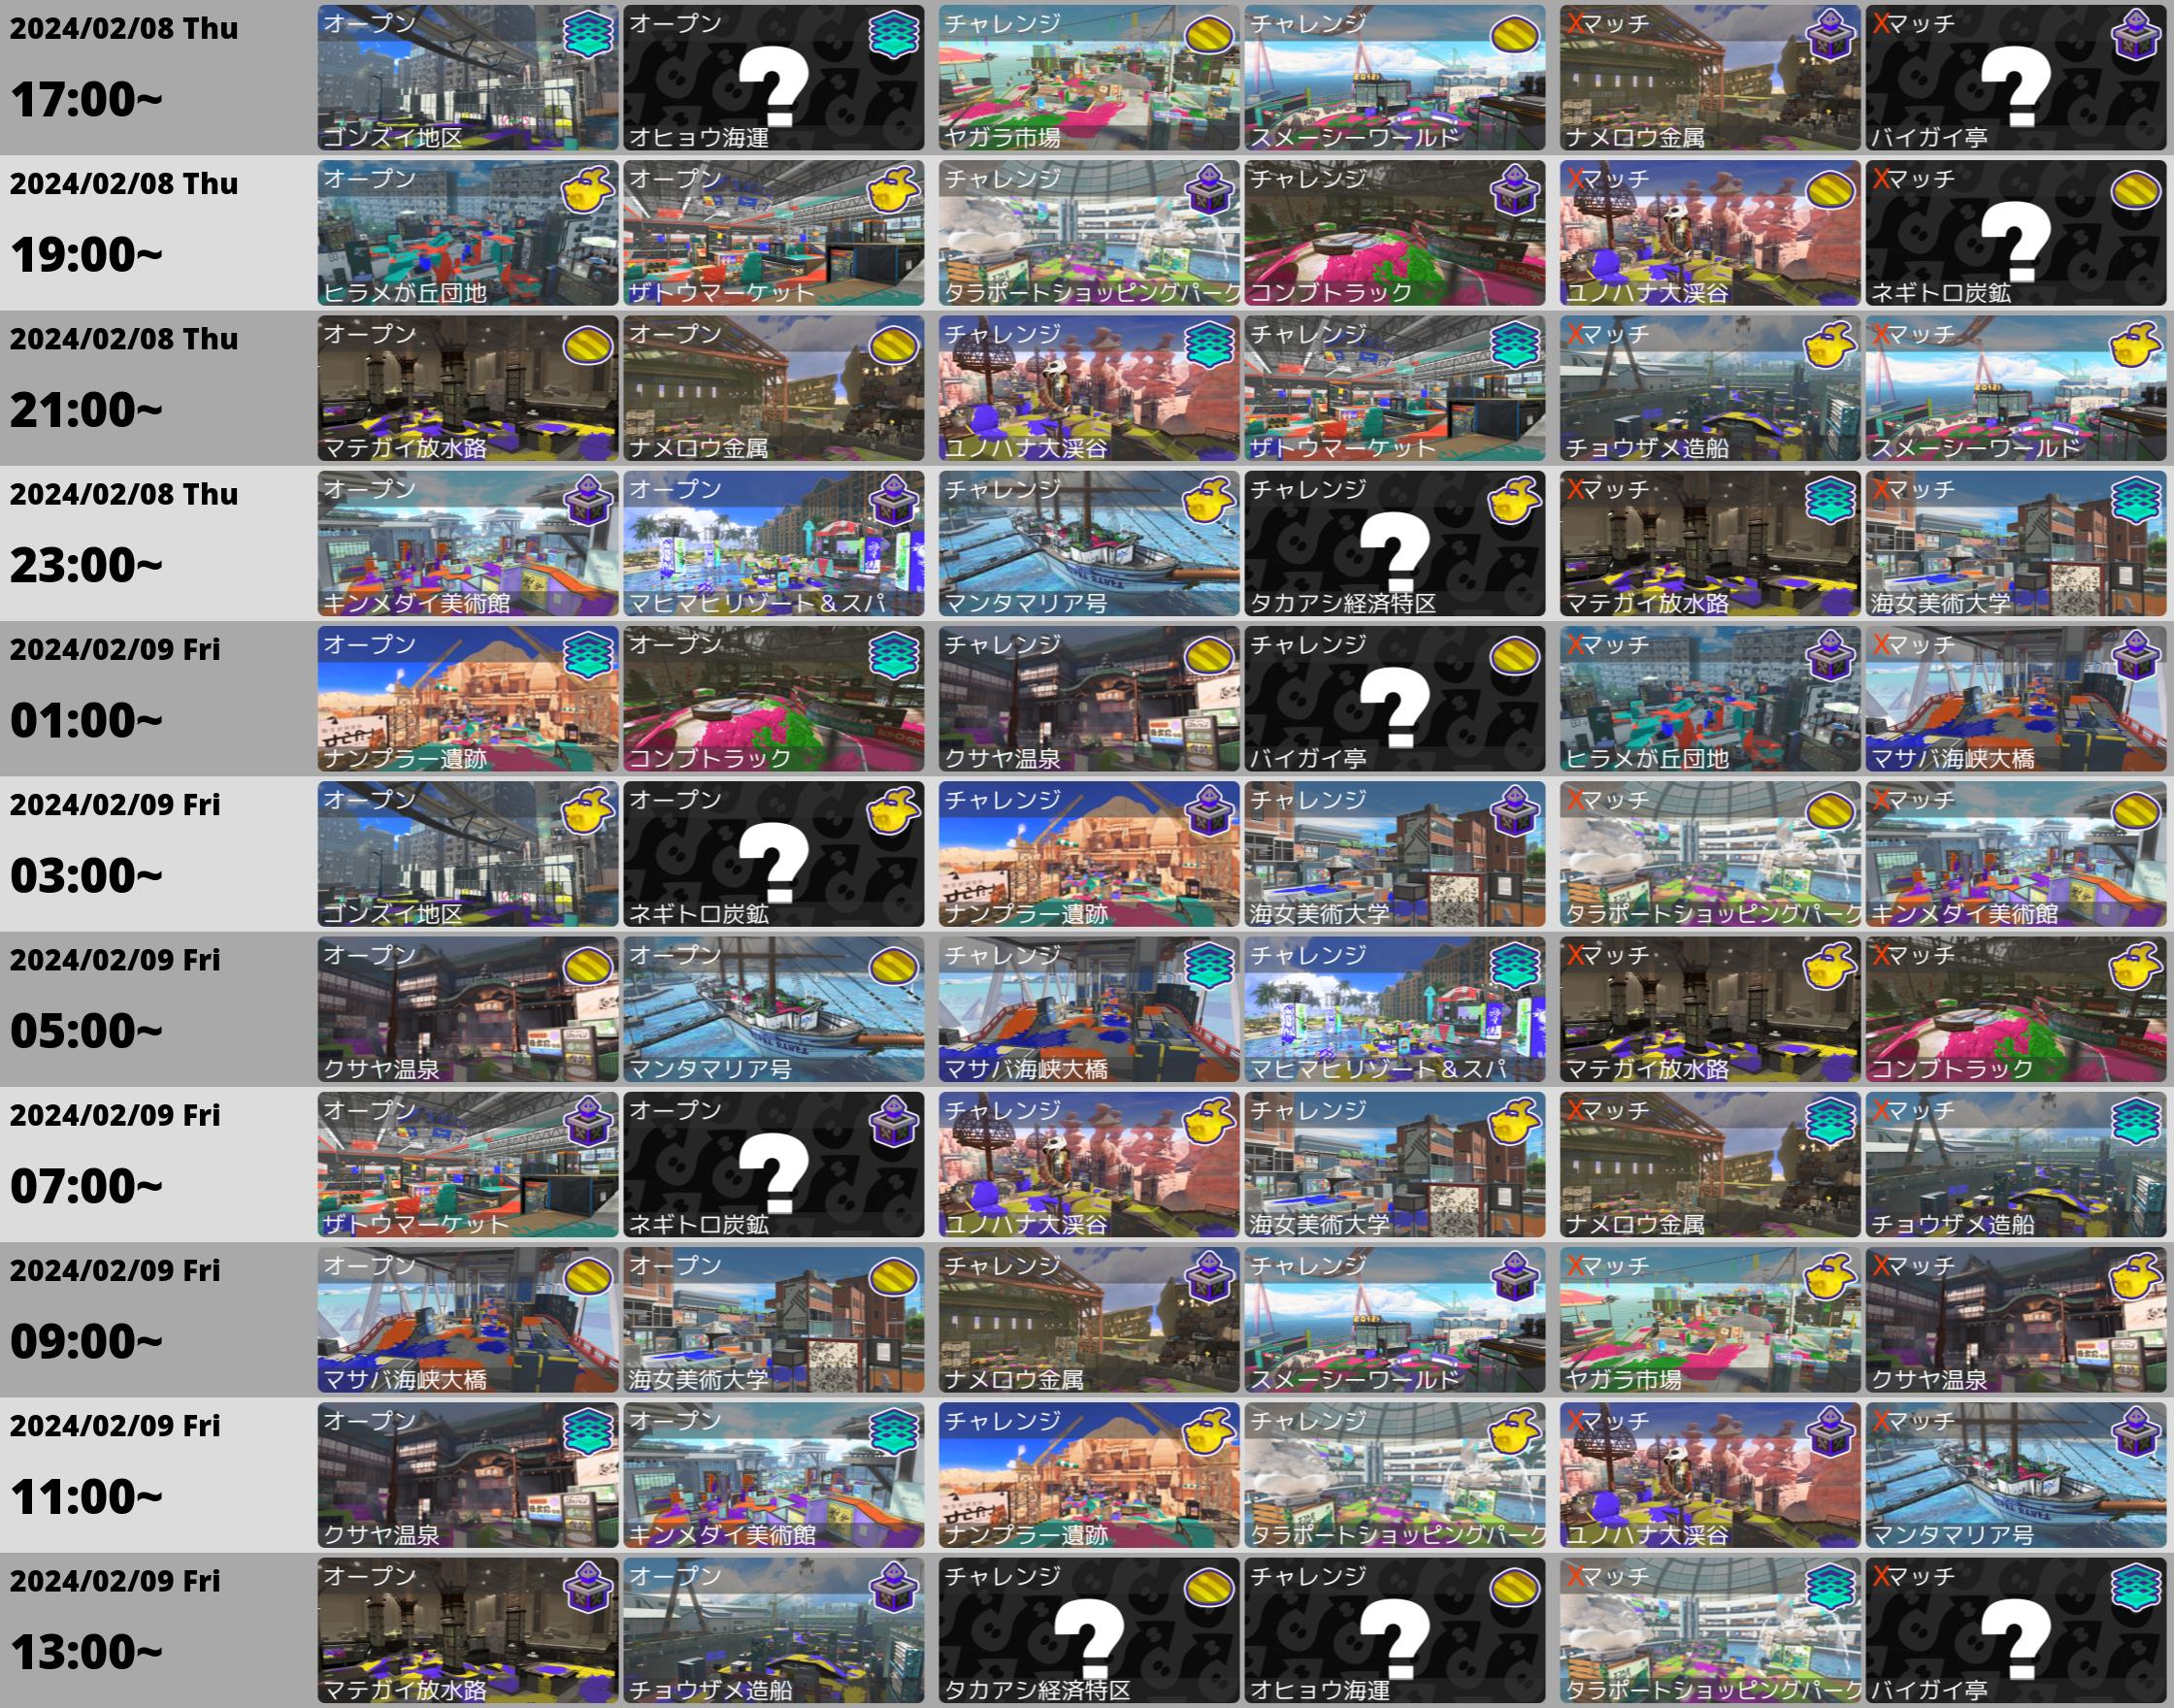 2024/02/08 Thu
17:00~
オープン オープン チャレンジ チャレンジ Xマッチ Xマッチ
ゴンズイ地区 オヒョウ海運 ヤガラ市場 スメーシーワールド ナメロウ金属 バイガイ亭
2024/02/08 Thu
19:00~
オープン オープン チャレンジ チャレンジ Xマッチ Xマッチ
ヒラメが丘団地 ザトウマーケット タラポートショッピングパーク コンブトラック ユノハナ大渓谷 ネギトロ炭鉱
2024/02/08 Thu
21:00~
オープン オープン チャレンジ チャレンジ Xマッチ Xマッチ
マテガイ放水路 ナメロウ金属 ユノハナ大渓谷 ザトウマーケット チョウザメ造船 スメーシーワールド
2024/02/08 Thu
23:00~
オープン オープン チャレンジ チャレンジ Xマッチ Xマッチ
キンメダイ美術館 マヒマヒリゾート&スパ マンタマリア号 タカアシ経済特区 マテガイ放水路 海女美術大学
2024/02/09 Fri
01:00~
オープン オープン チャレンジ チャレンジ Xマッチ Xマッチ
ナンプラー遺跡 コンブトラック クサヤ温泉 バイガイ亭 ヒラメが丘団地 マサバ海峡大橋
2024/02/09 Fri
03:00~
オープン オープン チャレンジ チャレンジ Xマッチ Xマッチ
ゴンズイ地区 ネギトロ炭鉱 ナンプラー遺跡 海女美術大学 タラポートショッピングパーク キンメダイ美術館
2024/02/09 Fri
05:00~
オープン オープン チャレンジ チャレンジ Xマッチ Xマッチ
クサヤ温泉 マンタマリア号 マサバ海峡大橋 マヒマヒリゾート&スパ マテガイ放水路 コンブトラック
2024/02/09 Fri
07:00~
オープン オープン チャレンジ チャレンジ Xマッチ Xマッチ
ザトウマーケット ネギトロ炭鉱 ユノハナ大渓谷 海女美術大学 ナメロウ金属 チョウザメ造船
2024/02/09 Fri
09:00~
オープン オープン チャレンジ チャレンジ Xマッチ Xマッチ
マサバ海峡大橋 海女美術大学 ナメロウ金属 スメーシーワールド ヤガラ市場 クサヤ温泉
2024/02/09 Fri
11:00~
オープン オープン チャレンジ チャレンジ Xマッチ Xマッチ
クサヤ温泉 キンメダイ美術館 ナンプラー遺跡 タラポートショッピングパーク ユノハナ大渓谷 マンタマリア号
2024/02/09 Fri
13:00~
オープン オープン チャレンジ チャレンジ Xマッチ Xマッチ
マテガイ放水路 チョウザメ造船 タカアシ経済特区 オヒョウ海運 タラポートショッピングパーク バイガイ亭